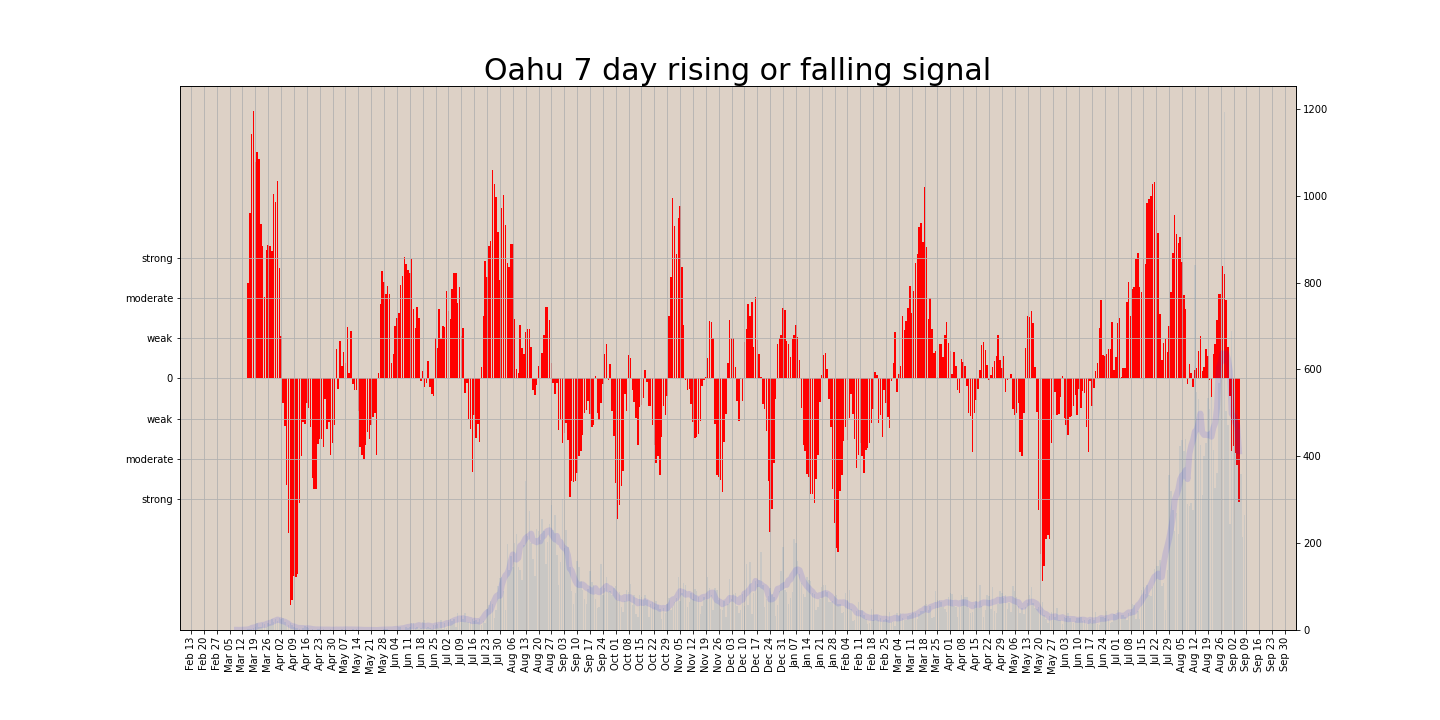 Oahu 7 day rising or falling signal
strong
moderate
weak
0
weak
moderate
strong
1200
1000
800
600
400
200
0
Feb 13
Feb 20
Feb 27
Mar 05
Mar 12
Mar 19
Mar 26
Apr 02
Apr 09
Apr 16
Apr 23
Apr 30
May 07
May 14
May 21
May 28
Jun 04
Jun 11
Jun 18
Jun 25
Jul 02
Jul 09
Jul 16
Jul 23
Jul 30
Aug 06
Aug 13
Aug 20
Aug 27
Sep 03
Sep 10
Sep 17
Sep 24
Oct 01
Oct 08
Oct 15
Oct 22
Oct 29
Nov 05
Nov 12
Nov 19
Nov 26
Dec 03
Dec 10
Dec 17
Dec 24
Dec 31
Jan 07
Jan 14
Jan 21
Jan 28
Feb 04
Feb 11
Feb 18
Feb 25
Mar 04
Mar 11
Mar 18
Mar 25
Apr 01
Apr 08
Apr 15
Apr 22
Apr 29
May 06
May 13
May 20
May 27
Jun 03
Jun 10
Jun 17
Jun 24
Jul 01
Jul 08
Jul 15
Jul 22
Jul 29
Aug 05
Aug 12
Aug 19
Aug 26
Sep 02
Sep 09
Sep 16
Sep 23
Sep 30